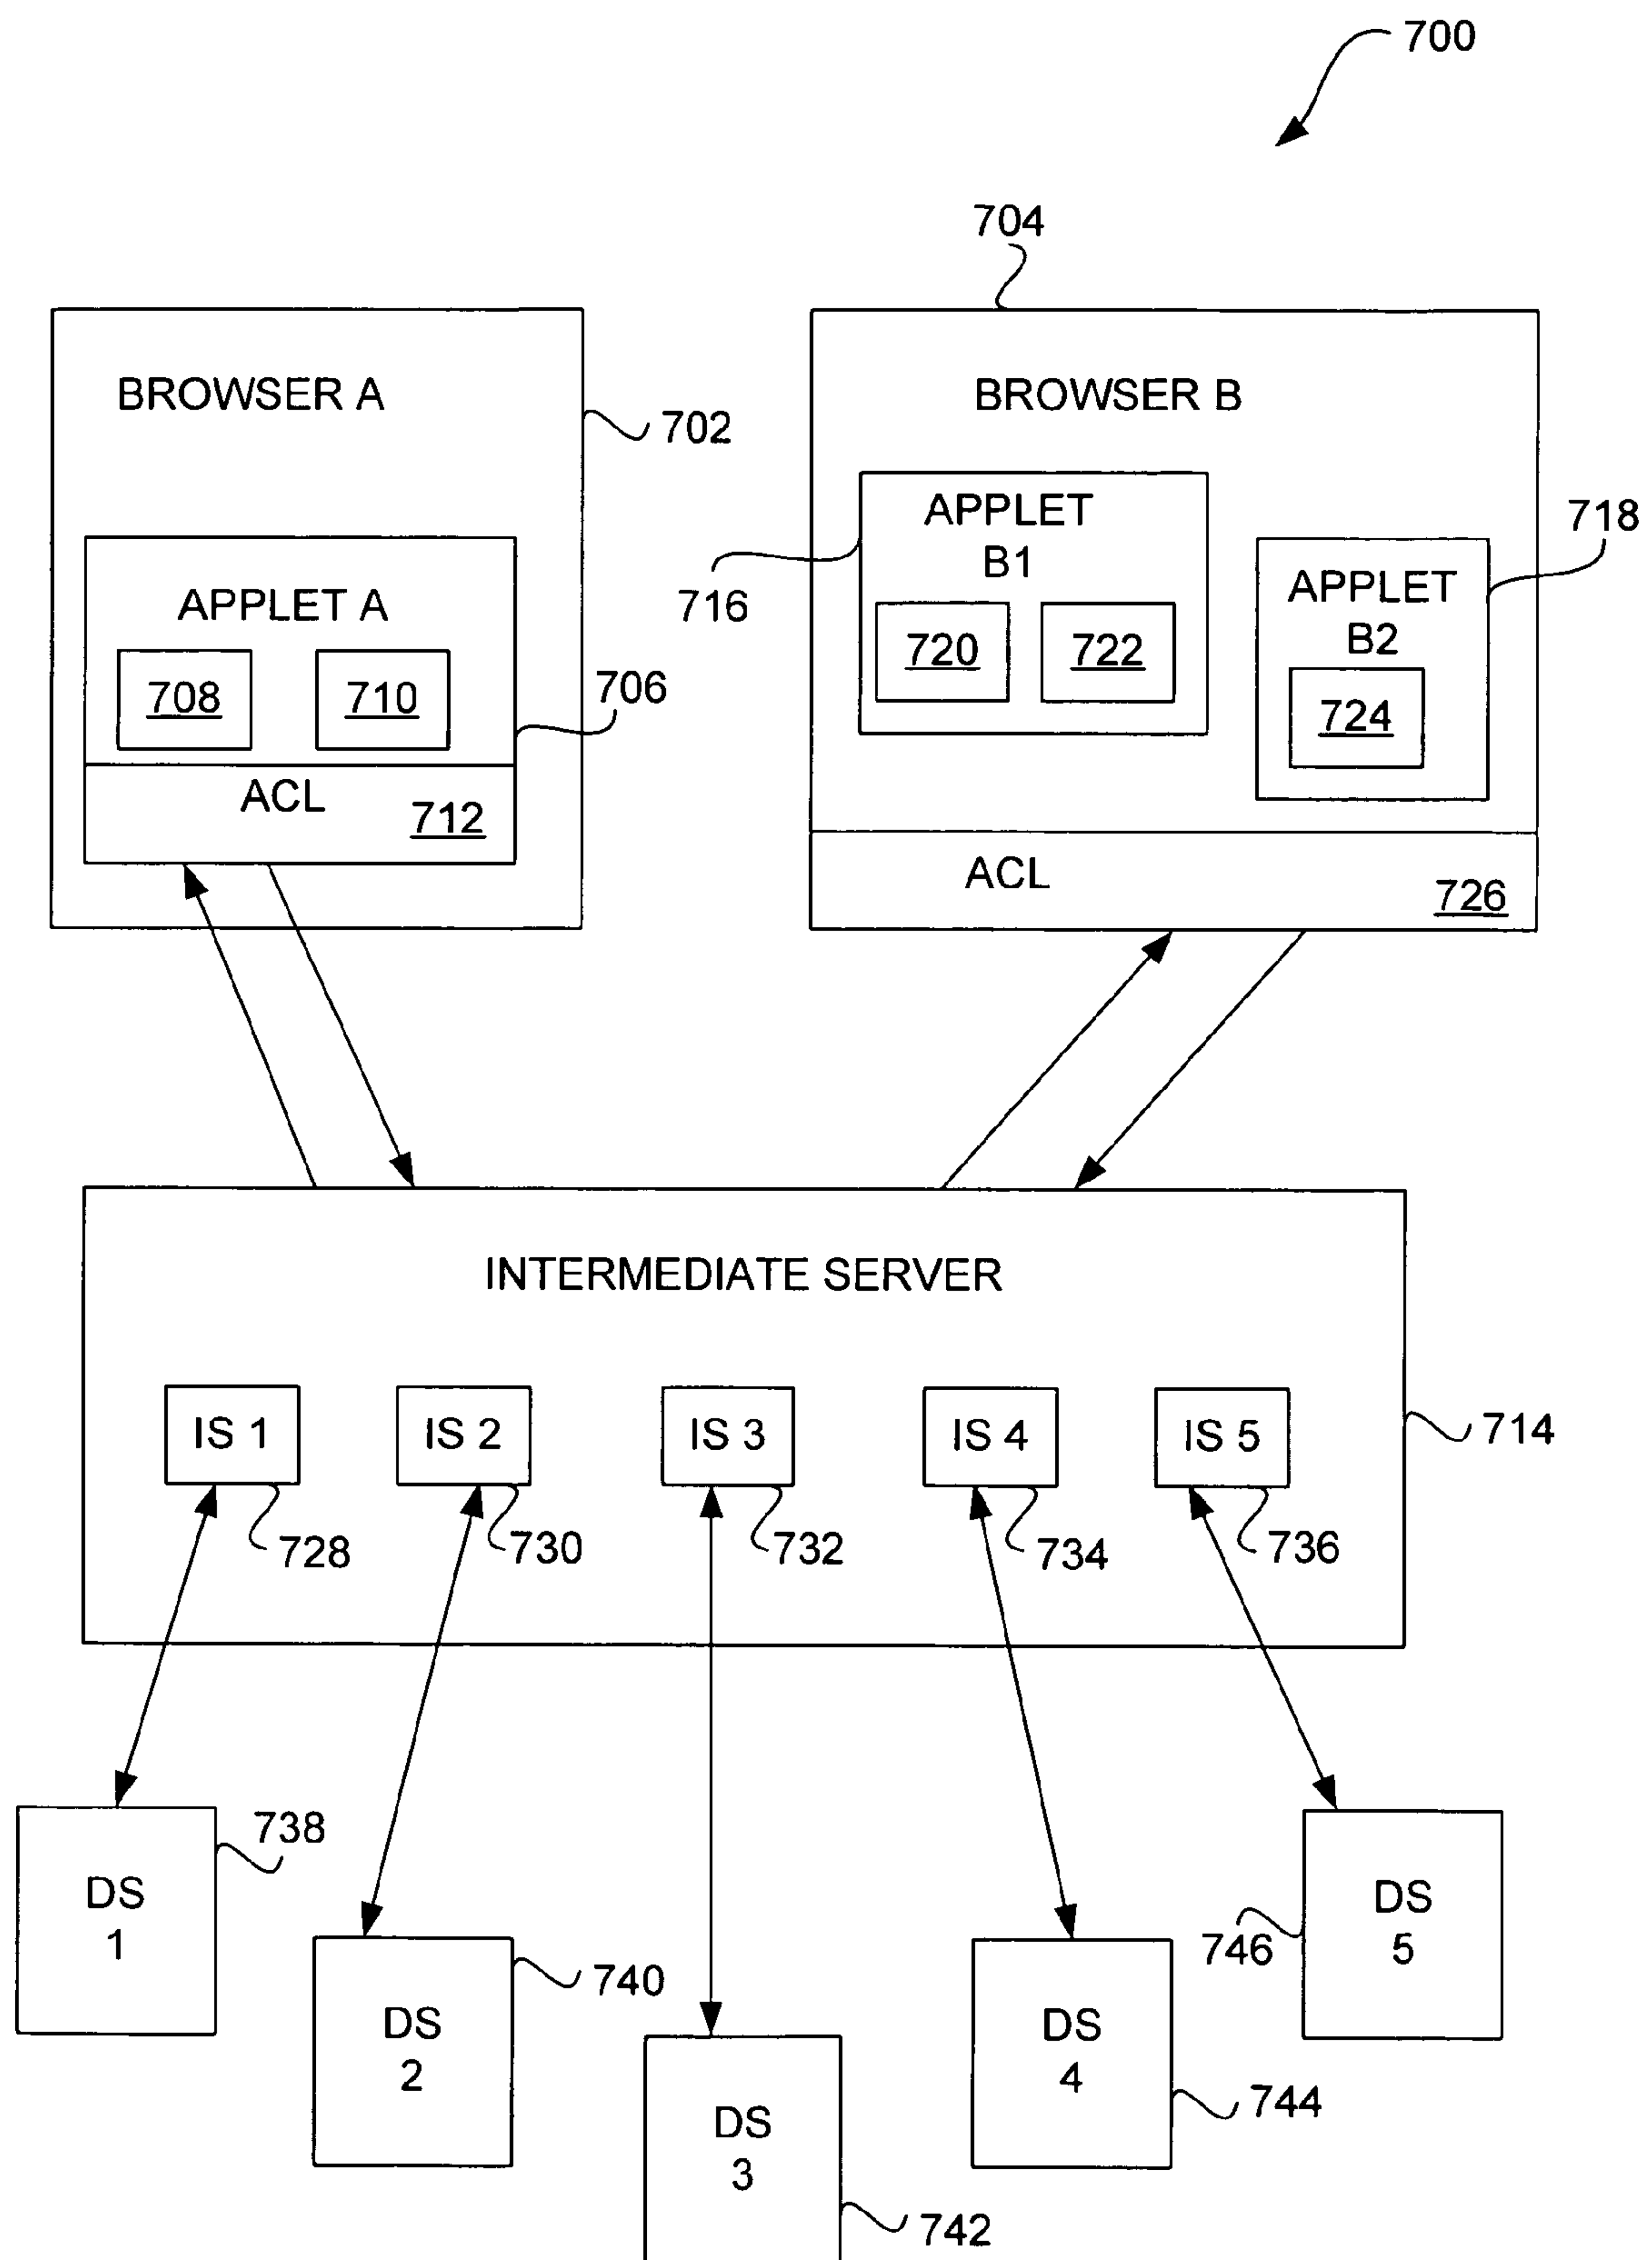 700
704
BROWSER A
702
BROWSER B
APPLET
B1
716
718
APPLET
B2
720
722
724
APPLET A
708
710
706
ACL
712
ACL
726
INTERMEDIATE SERVER
IS 1
IS 2
IS 3
IS 4
IS 5
714
728
730
732
734
736
738
DS
1
740
DS
2
DS
3
742
DS
4
744
746
DS
5